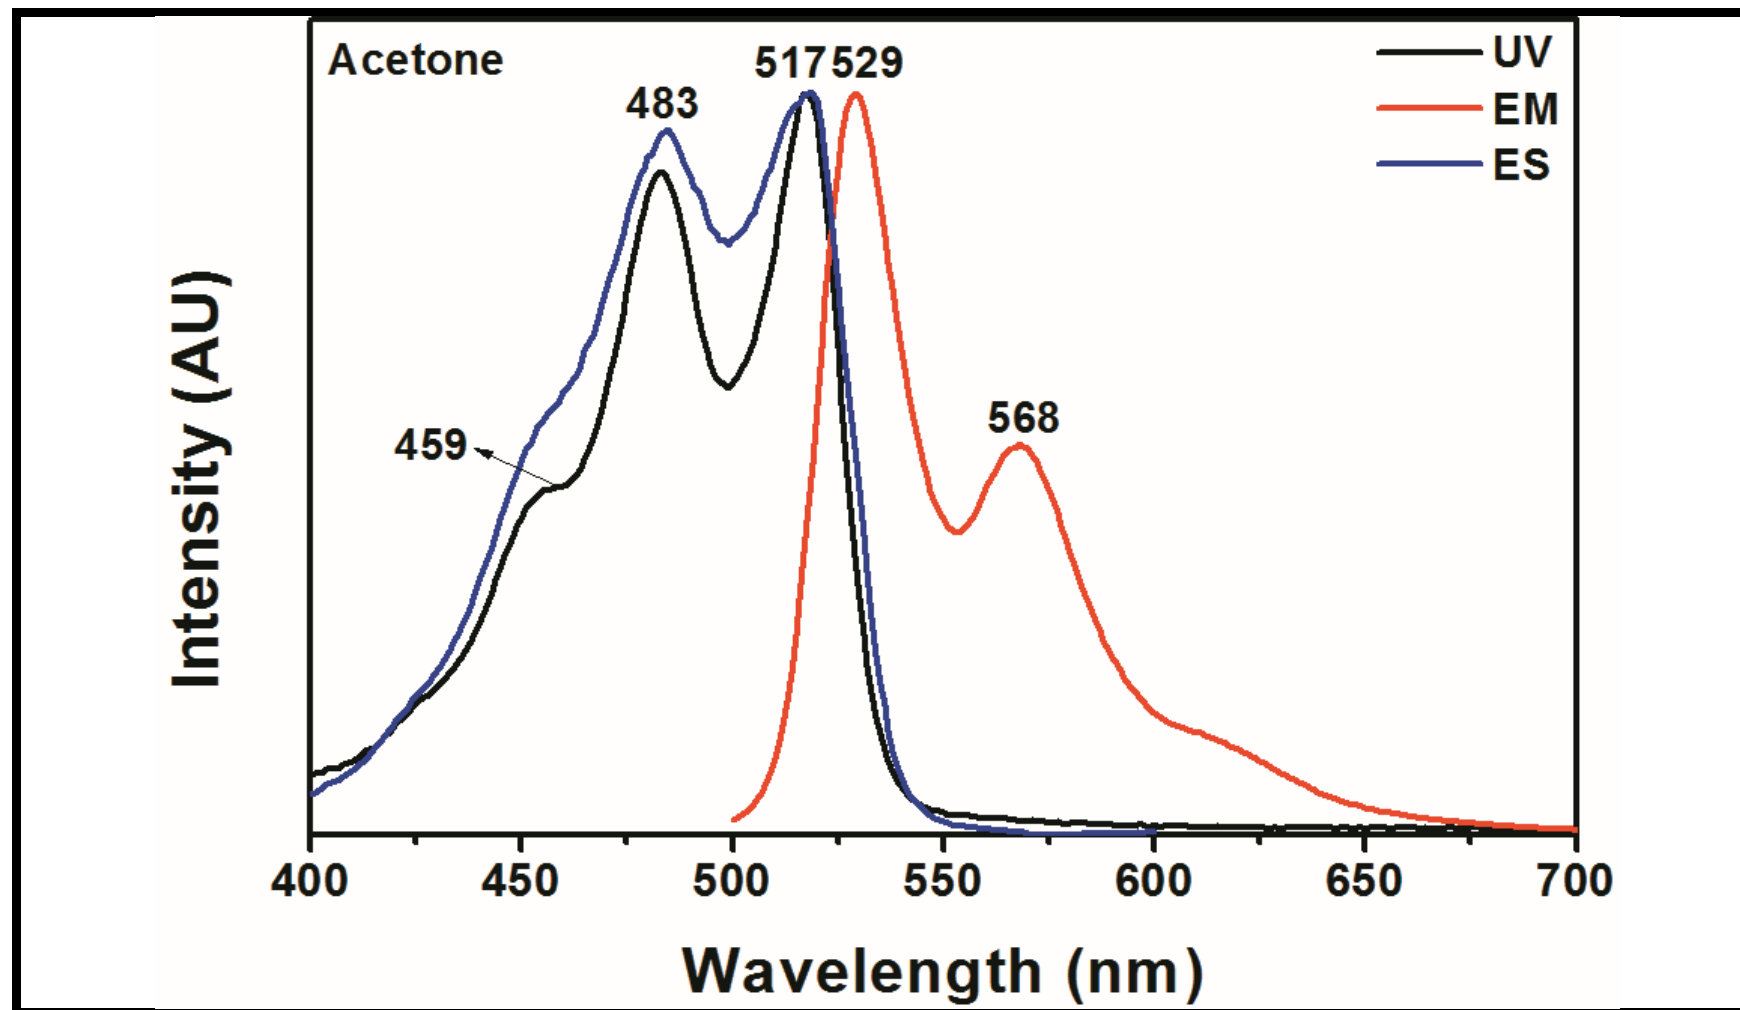 Acetone
517 529
483
UV
EM
ES
459
568
Intensity (AU)
400 450 500 550 600 650 700
Wavelength (nm)